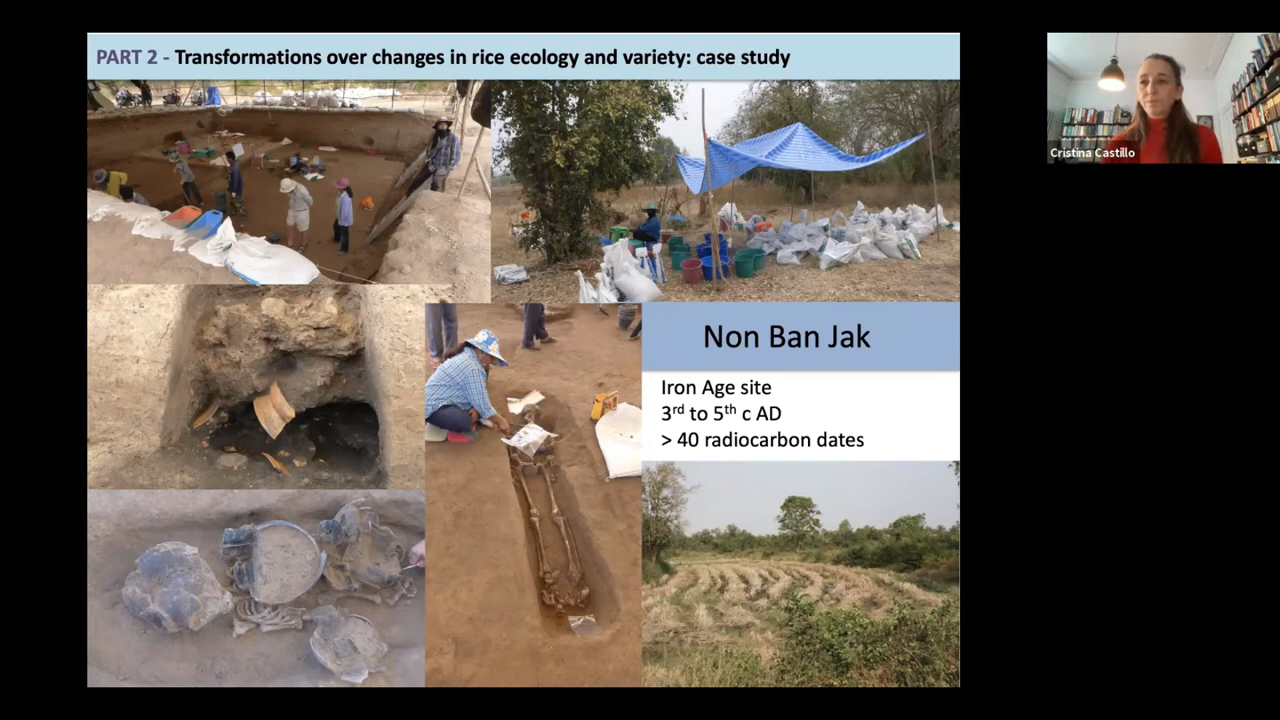 PART 2 - Transformations over changes in rice ecology and variety: case study
Cristina Castillo
Non Ban Jak
Iron Age site
3rd to 5th c AD
> 40 radiocarbon dates